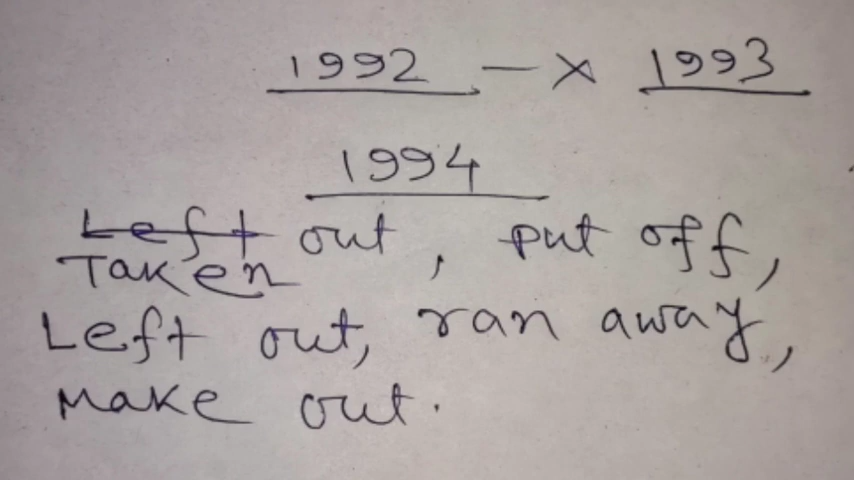 1992 - × 1993
1994
Left out, put off,
Taken
Left out, ran away,
Make out.